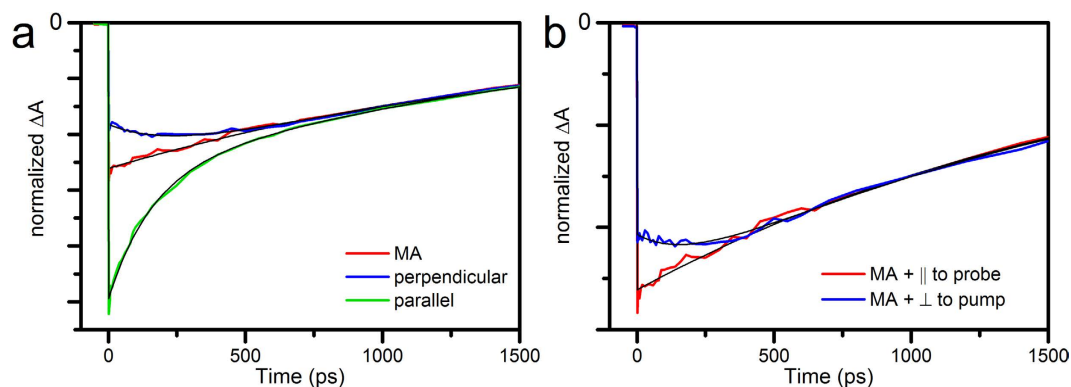 a
0
normalized ΔA
MA
perpendicular
parallel
0 500 1000 1500
Time (ps)
b
0
normalized ΔA
MA + || to probe
MA + ⊥ to pump
0 500 1000 1500
Time (ps)